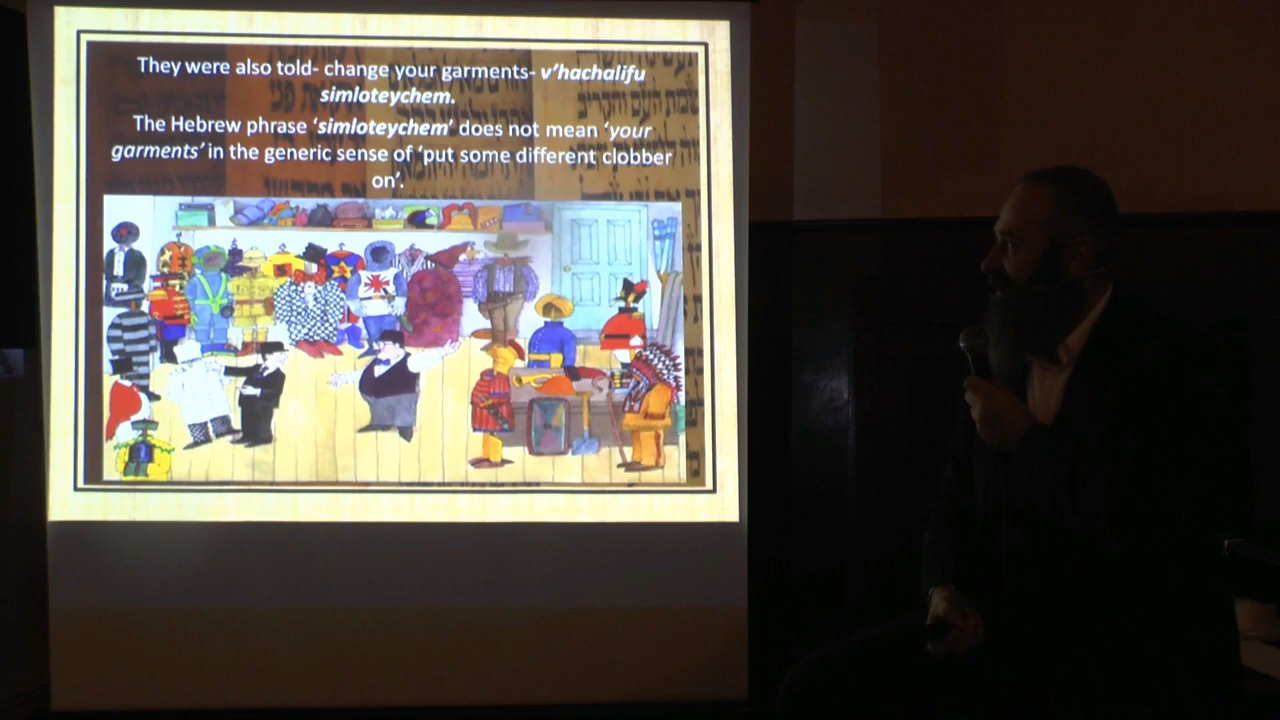 They were also told- change your garments- v'hachalifu
simloteychem.
The Hebrew phrase 'simloteychem' does not mean 'your
garments' in the generic sense of 'put some different clobber
on'.